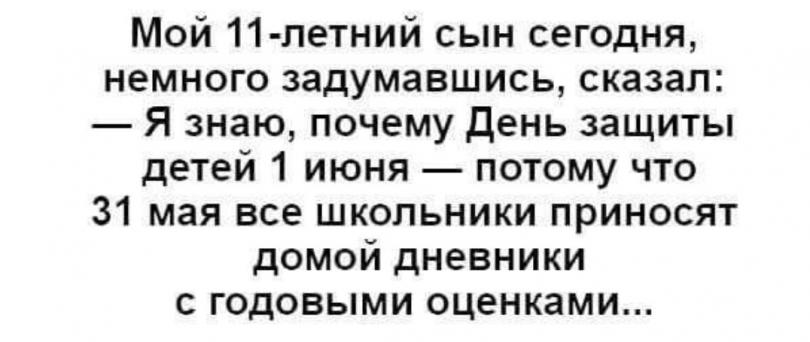 Мой 11-летний сын сегодня,
немного задумавшись, сказал:
— Я знаю, почему День защиты
детей 1 июня — потому что
31 мая все школьники приносят
домой дневники
с годовыми оценками...